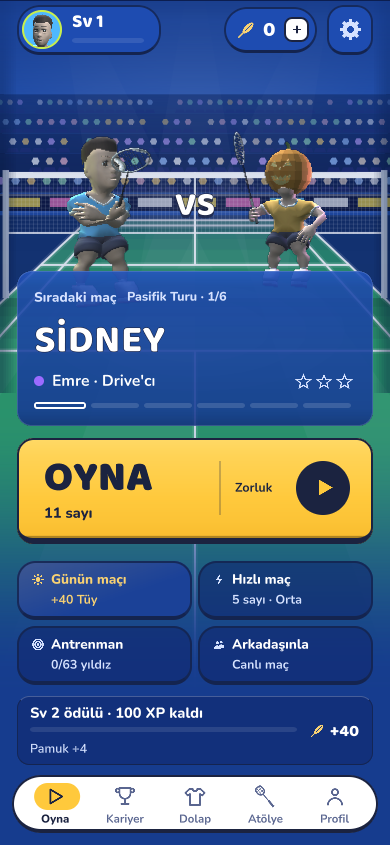 Sv 1
0 +
VS
Sıradaki maç Pasifik Turu · 1/6
SİDNEY
Emre · Drive'cı
OYNA
11 sayı
Zorluk
Günün maçı
+40 Tüy
Hızlı maç
5 sayı · Orta
Antrenman
0/63 yıldız
Arkadaşınla
Canlı maç
Sv 2 ödülü · 100 XP kaldı
+40
Pamuk +4
Oyna Kariyer Dolap Atölye Profil